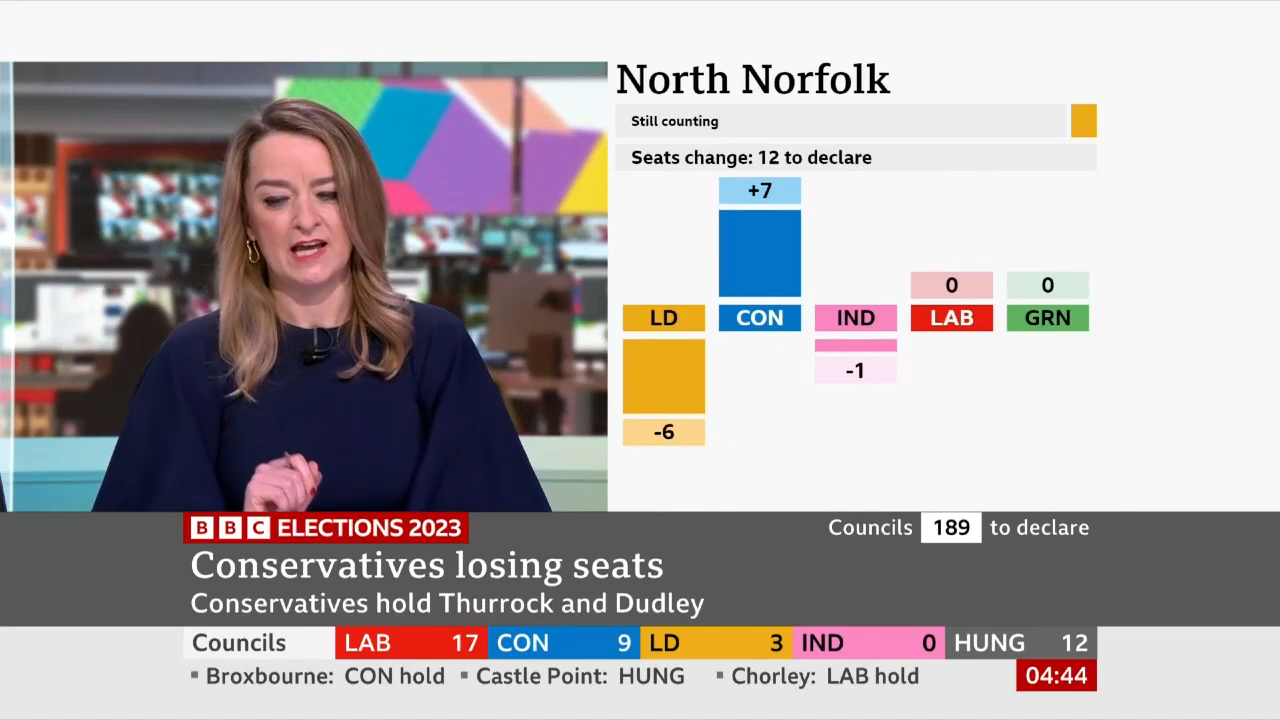 North Norfolk
Still counting
Seats change: 12 to declare
+7
0 0
LD CON IND LAB GRN
-1
-6
BBC ELECTIONS 2023
Councils 189 to declare
Conservatives losing seats
Conservatives hold Thurrock and Dudley
Councils LAB 17 CON 9 LD 3 IND 0 HUNG 12
▪ Broxbourne: CON hold ▪ Castle Point: HUNG ▪ Chorley: LAB hold 04:44